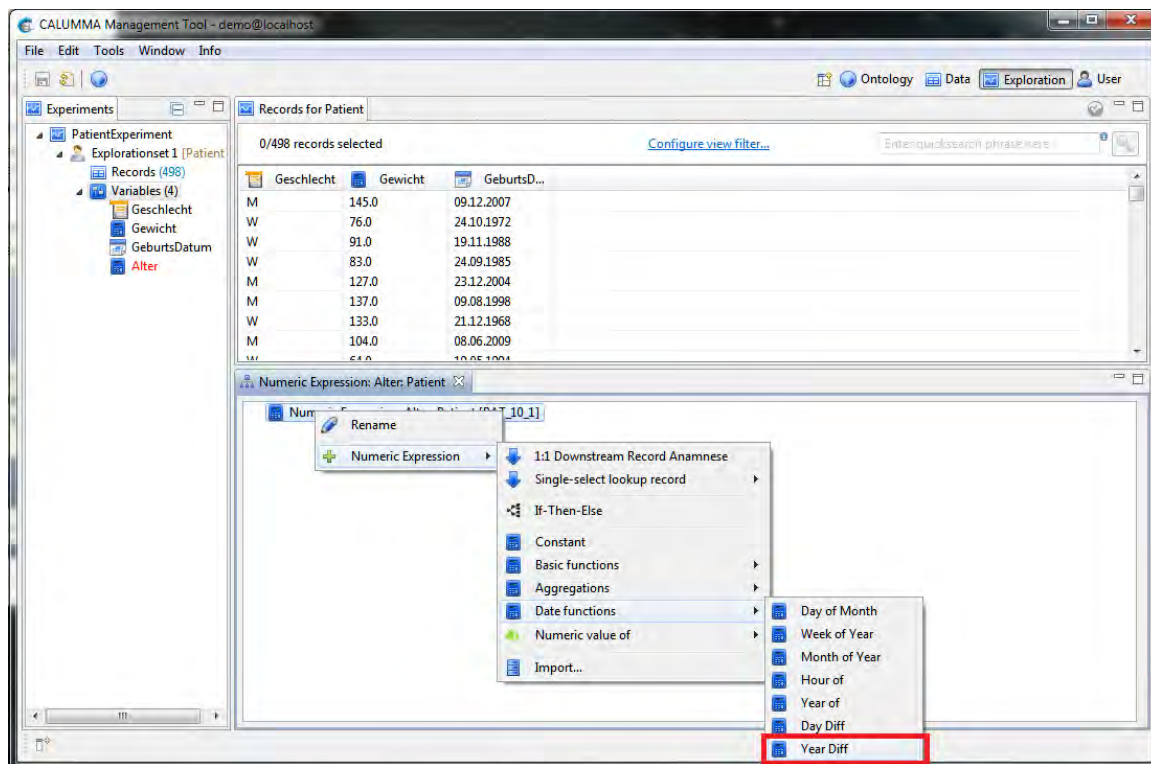 CALUMMA Management Tool - demo@localhost
File Edit Tools Window Info
Ontology Data Exploration User
Experiments
PatientExperiment
Explorationset 1 [Patient
Records (498)
Variables (4)
Geschlecht
Gewicht
GeburtsDatum
Alter
Records for Patient
0/498 records selected Configure view filter... Enter quicksearch phrase here
Geschlecht Gewicht GeburtsD...
M 145.0 09.12.2007
W 76.0 24.10.1972
W 91.0 19.11.1988
W 83.0 24.09.1985
M 127.0 23.12.2004
M 137.0 09.08.1998
W 133.0 21.12.1968
M 104.0 08.06.2009
W 64.0 10.05.1994
Numeric Expression: Alter: Patient
_10_1]
Rename
Numeric Expression
1:1 Downstream Record Anamnese
Single-select lookup record
If-Then-Else
Constant
Basic functions
Aggregations
Date functions
Numeric value of
Import...
Day of Month
Week of Year
Month of Year
Hour of
Year of
Day Diff
Year Diff